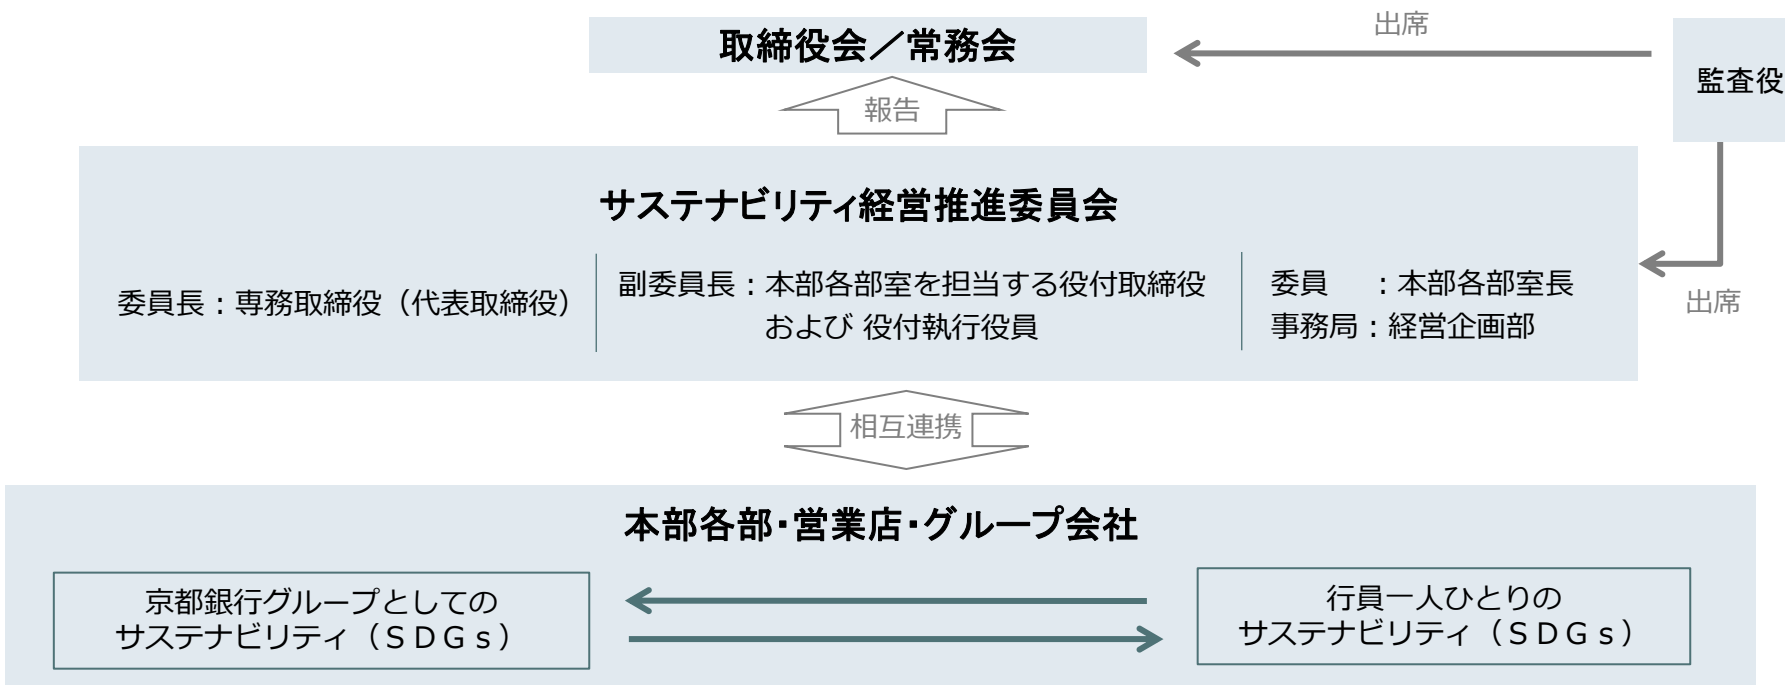 取締役会／常務会
出席
監査役
報告
サステナビリティ経営推進委員会
委員長：専務取締役（代表取締役）
副委員長：本部各部室を担当する役付取締役
および 役付執行役員
委員　：本部各部室長
事務局：経営企画部
出席
相互連携
本部各部・営業店・グループ会社
京都銀行グループとしての
サステナビリティ（ＳＤＧｓ）
行員一人ひとりの
サステナビリティ（ＳＤＧｓ）